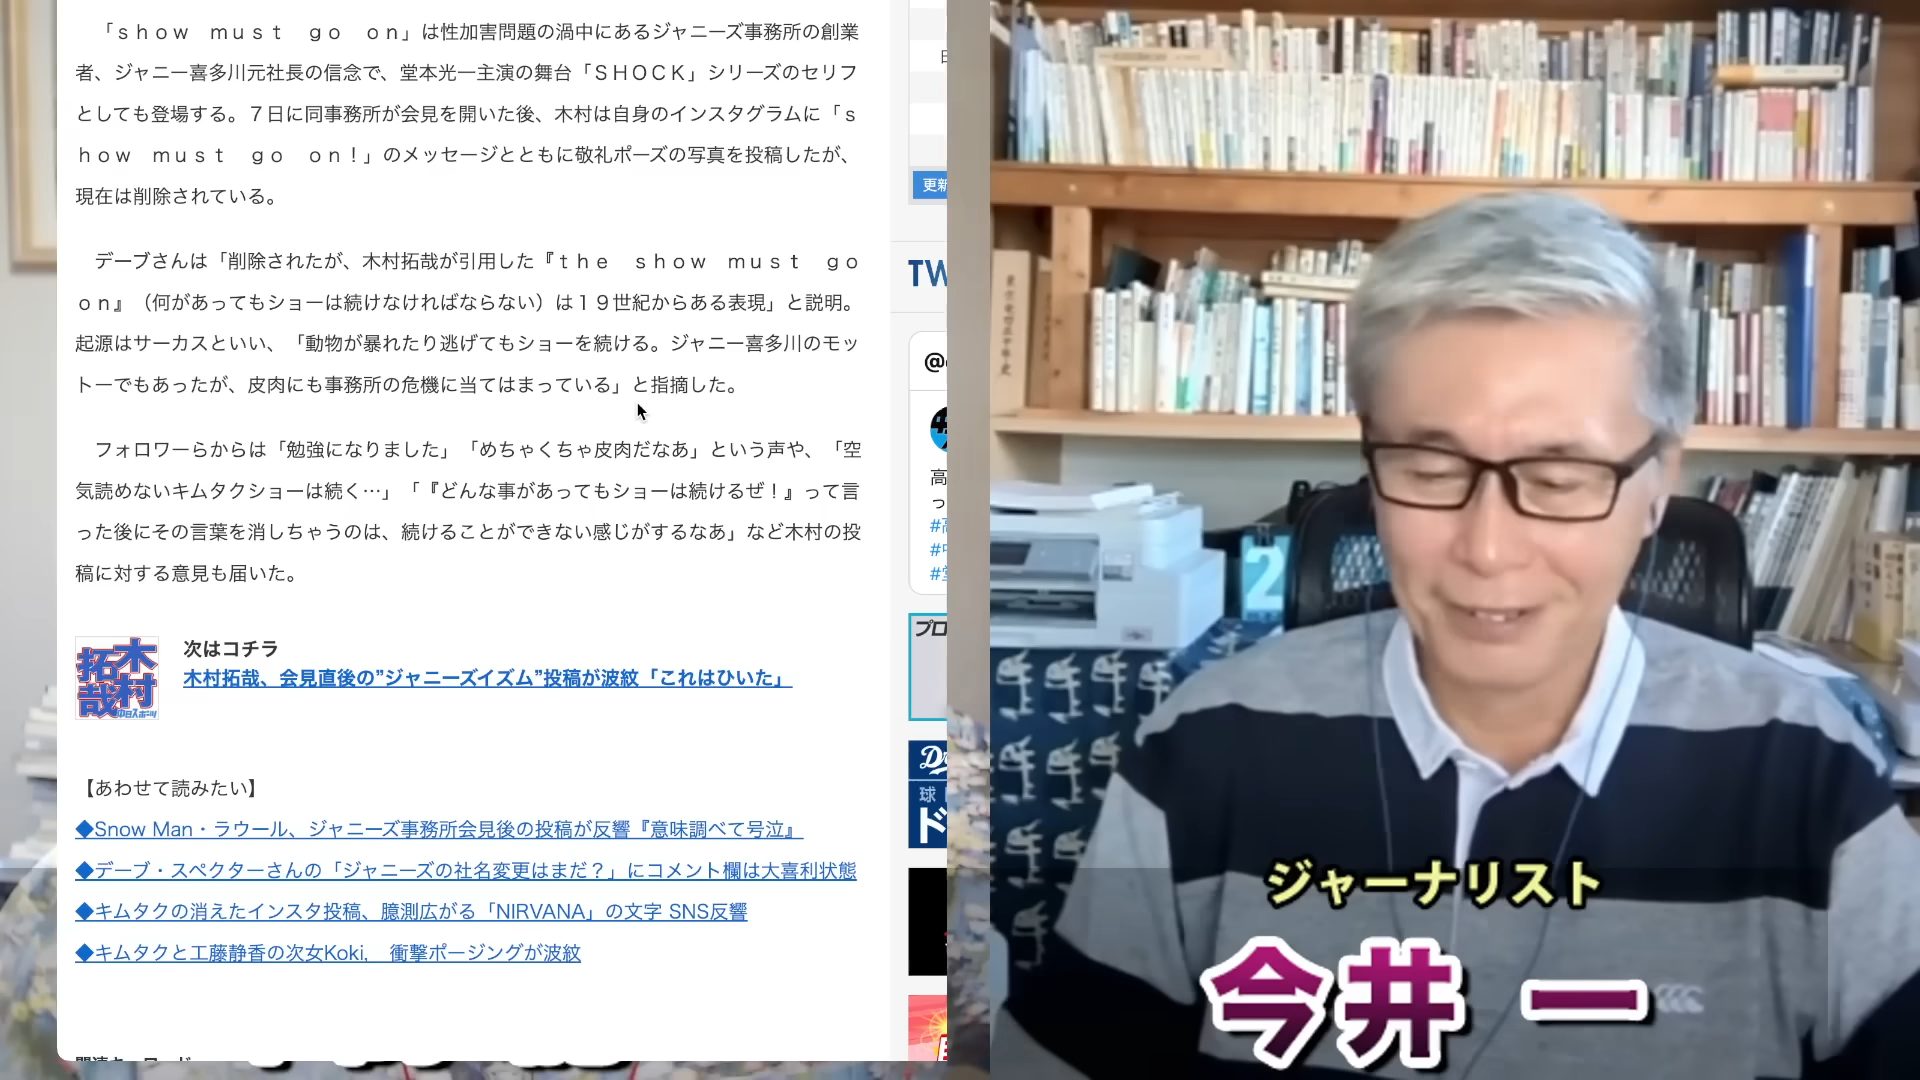 「ｓｈｏｗ　ｍｕｓｔ　ｇｏ　ｏｎ」は性加害問題の渦中にあるジャニーズ事務所の創業
者、ジャニー喜多川元社長の信念で、堂本光一主演の舞台「ＳＨＯＣＫ」シリーズのセリフ
としても登場する。７日に同事務所が会見を開いた後、木村は自身のインスタグラムに「ｓ
ｈｏｗ　ｍｕｓｔ　ｇｏ　ｏｎ！」のメッセージとともに敬礼ポーズの写真を投稿したが、
現在は削除されている。
デーブさんは「削除されたが、木村拓哉が引用した『ｔｈｅ　ｓｈｏｗ　ｍｕｓｔ　ｇｏ
ｏｎ』（何があってもショーは続けなければならない）は１９世紀からある表現」と説明。
起源はサーカスといい、「動物が暴れたり逃げてもショーを続ける。ジャニー喜多川のモッ
トーでもあったが、皮肉にも事務所の危機に当てはまっている」と指摘した。
フォロワーらからは「勉強になりました」「めちゃくちゃ皮肉だなあ」という声や、「空
気読めないキムタクショーは続く…」「『どんな事があってもショーは続けるぜ！』って言
った後にその言葉を消しちゃうのは、続けることができない感じがするなあ」など木村の投
稿に対する意見も届いた。
木村
拓哉
中日スポーツ
次はコチラ
木村拓哉、会見直後の”ジャニーズイズム”投稿が波紋「これはひいた」
【あわせて読みたい】
◆Snow Man・ラウール、ジャニーズ事務所会見後の投稿が反響『意味調べて号泣』
◆デーブ・スペクターさんの「ジャニーズの社名変更はまだ？」にコメント欄は大喜利状態
◆キムタクの消えたインスタ投稿、臆測広がる「NIRVANA」の文字 SNS反響
◆キムタクと工藤静香の次女Koki,　衝撃ポージングが波紋
更新
TW
高
っ
プロ
球
ド
2
ジャーナリスト
今井 一